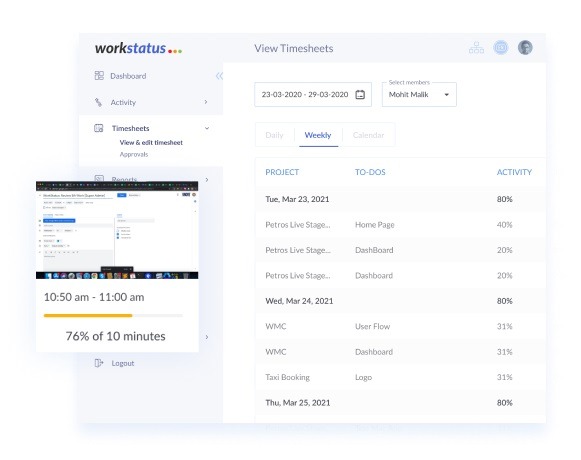 workstatus
View Timesheets
Dashboard
Activity
Timesheets
View & edit timesheet
Approvals
Reports
10:50 am - 11:00 am
76% of 10 minutes
Logout
23-03-2020 - 29-03-2020
Select members
Mohit Malik
Daily
Weekly
Calendar
PROJECT TO-DOS ACTIVITY
Tue, Mar 23, 2021 80%
Petros Live Stage... Home Page 40%
Petros Live Stage... DashBoard 20%
Petros Live Stage... Dashboard 20%
Wed, Mar 24, 2021 80%
WMC User Flow 31%
WMC Dashboard 31%
Taxi Booking Logo 31%
Thu, Mar 25, 2021 80%